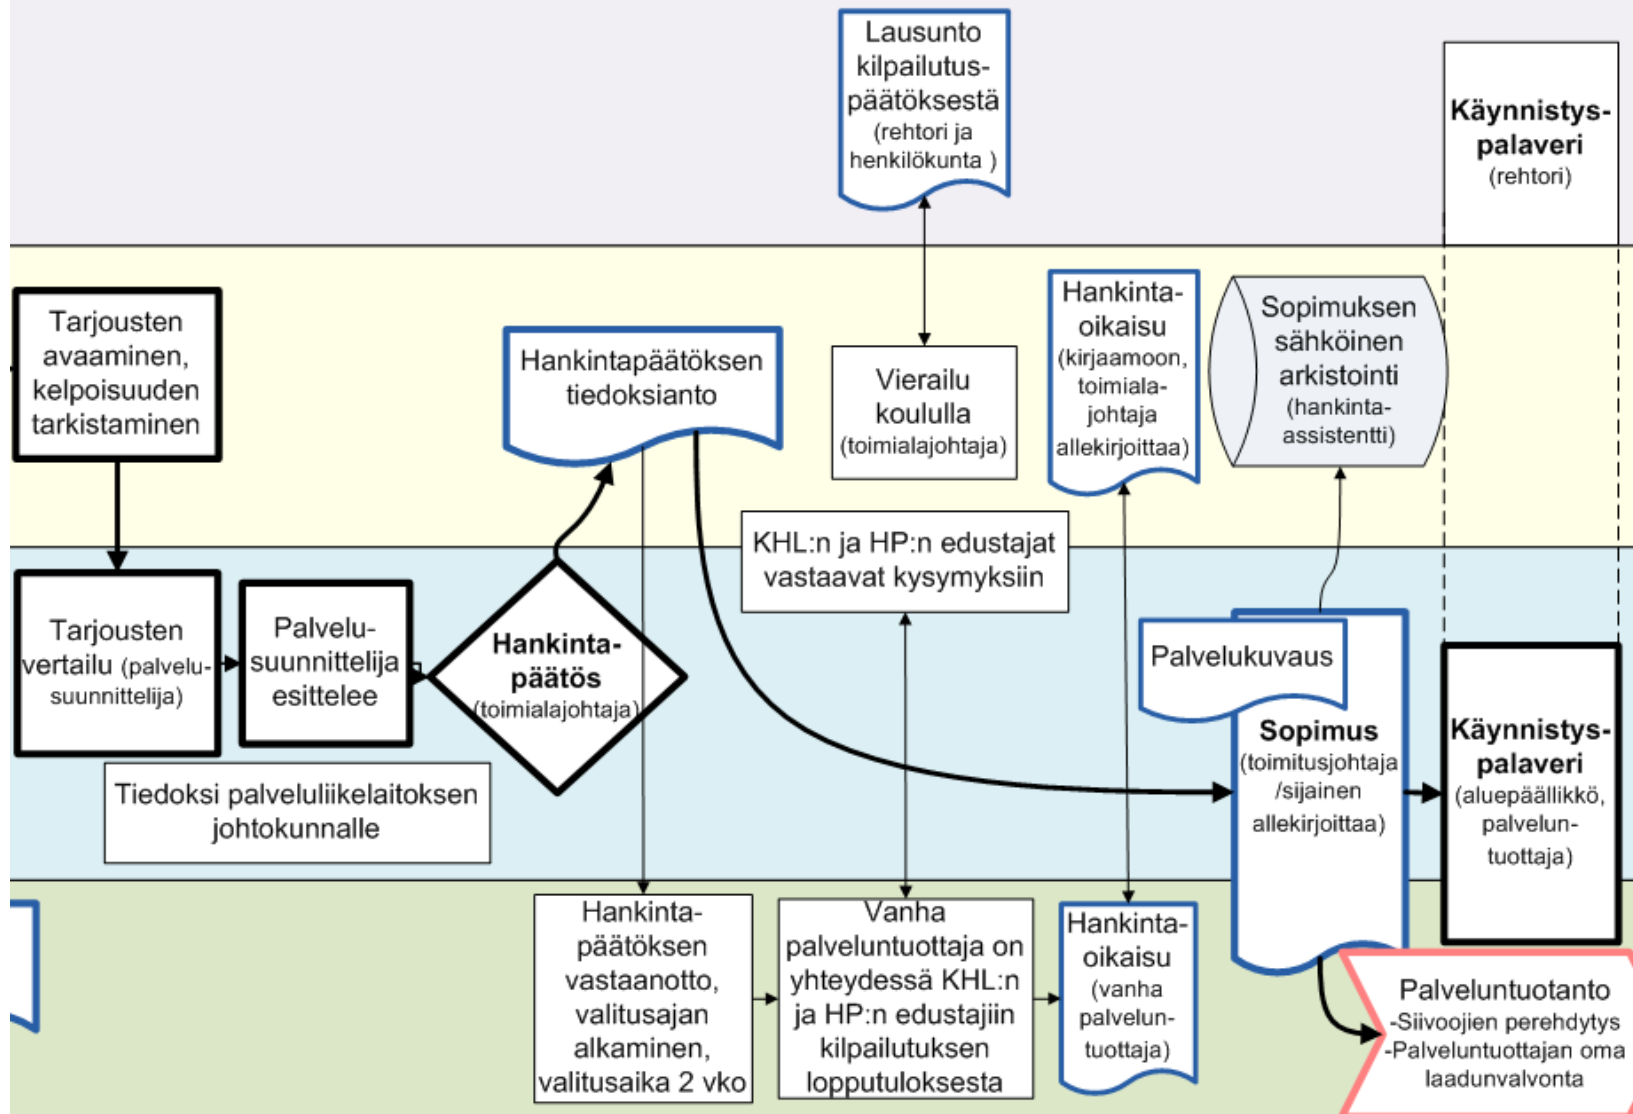 Lausunto
kilpailutus-
päätöksestä
(rehtori ja
henkilökunta )
Käynnistys-
palaveri
(rehtori)
Tarjousten
avaaminen,
kelpoisuuden
tarkistaminen
Hankintapäätöksen
tiedoksianto
Vierailu
koululla
(toimialajohtaja)
Hankinta-
oikaisu
(kirjaamoon,
toimiala-
johtaja
allekirjoittaa)
Sopimuksen
sähköinen
arkistointi
(hankinta-
assistentti)
KHL:n ja HP:n edustajat
vastaavat kysymyksiin
Tarjousten
vertailu (palvelu-
suunnittelija)
Palvelu-
suunnittelija
esittelee
Hankinta-
päätös
(toimialajohtaja)
Tiedoksi palveluliikelaitoksen
johtokunnalle
Palvelukuvaus
Sopimus
(toimitusjohtaja
/sijainen
allekirjoittaa)
Käynnistys-
palaveri
(aluepäällikkö,
palvelun-
tuottaja)
Hankinta-
päätöksen
vastaanotto,
valitusajan
alkaminen,
valitusaika 2 vko
Vanha
palveluntuottaja on
yhteydessä KHL:n
ja HP:n edustajiin
kilpailutuksen
lopputuloksesta
Hankinta-
oikaisu
(vanha
palvelun-
tuottaja)
Palveluntuotanto
-Siivoojien perehdytys
-Palveluntuottajan oma
laadunvalvonta